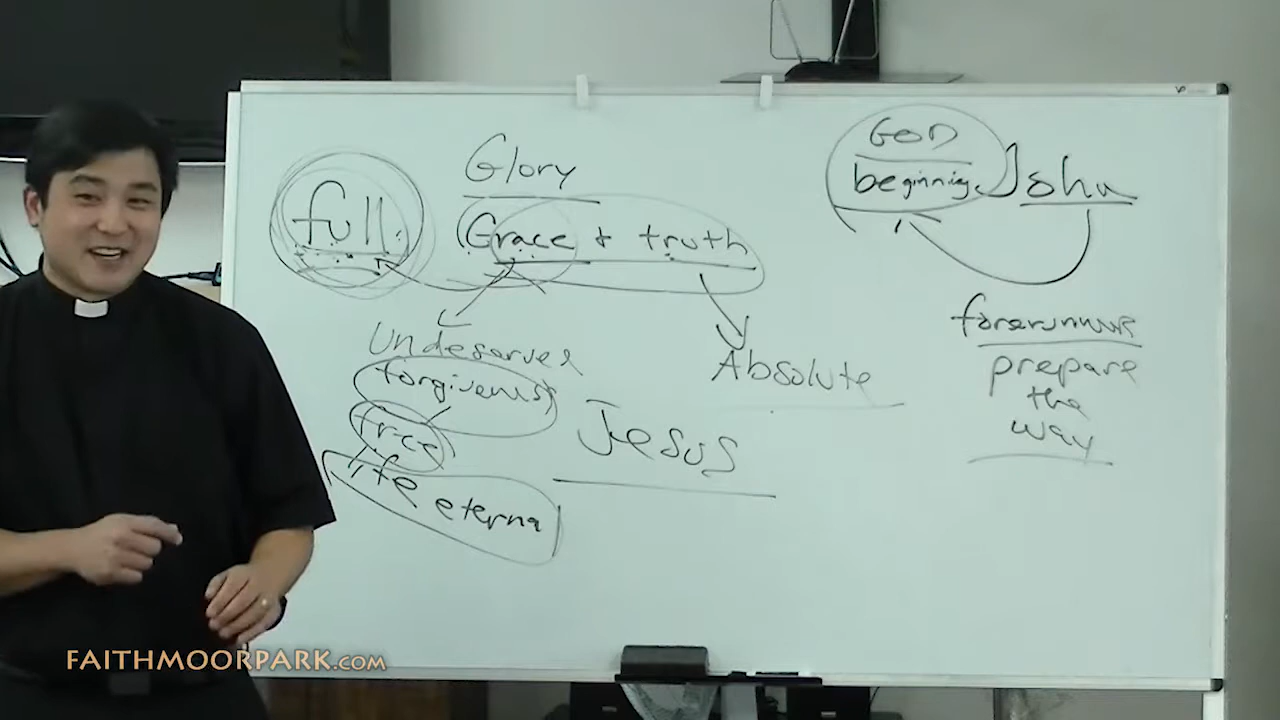 Glory
full
Grace & truth
Undeserved
forgiveness
free
life eternal
Absolute
Jesus
GOD
beginning
John
forerunner
prepare
the
way
FAITHMOORPARK.COM